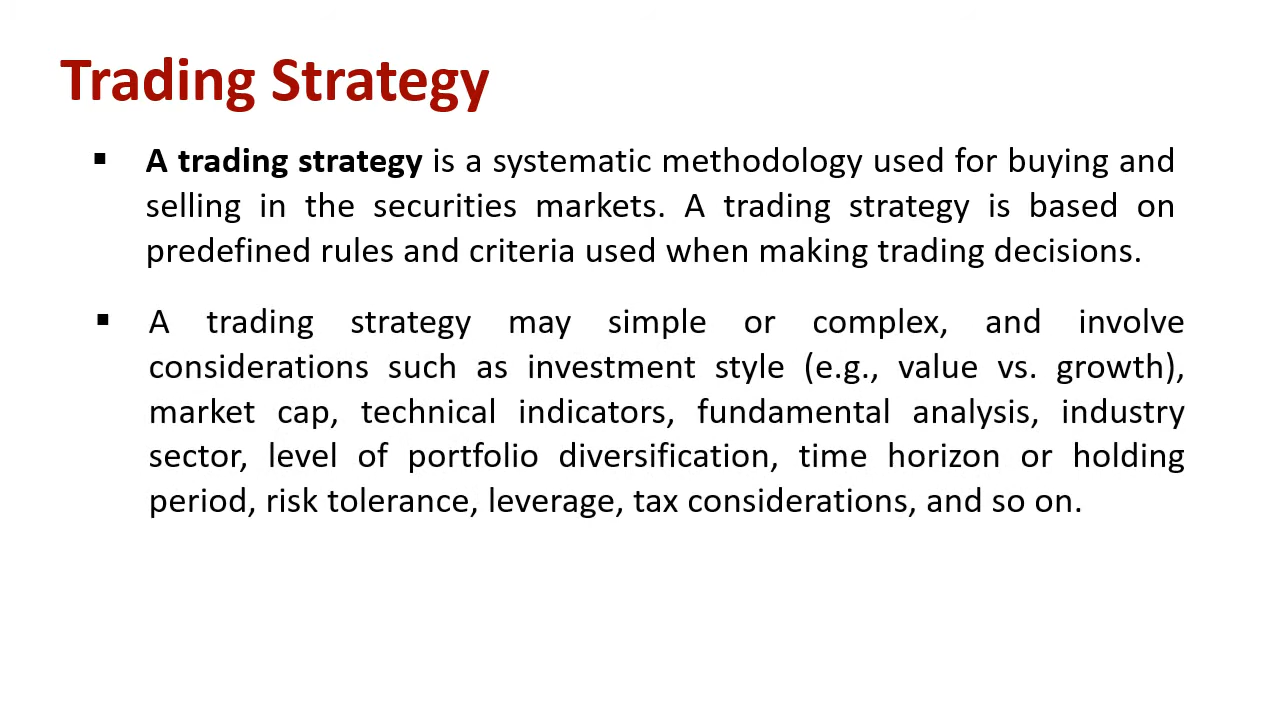 Trading Strategy
▪ A trading strategy is a systematic methodology used for buying and
selling in the securities markets. A trading strategy is based on
predefined rules and criteria used when making trading decisions.
▪ A trading strategy may simple or complex, and involve
considerations such as investment style (e.g., value vs. growth),
market cap, technical indicators, fundamental analysis, industry
sector, level of portfolio diversification, time horizon or holding
period, risk tolerance, leverage, tax considerations, and so on.